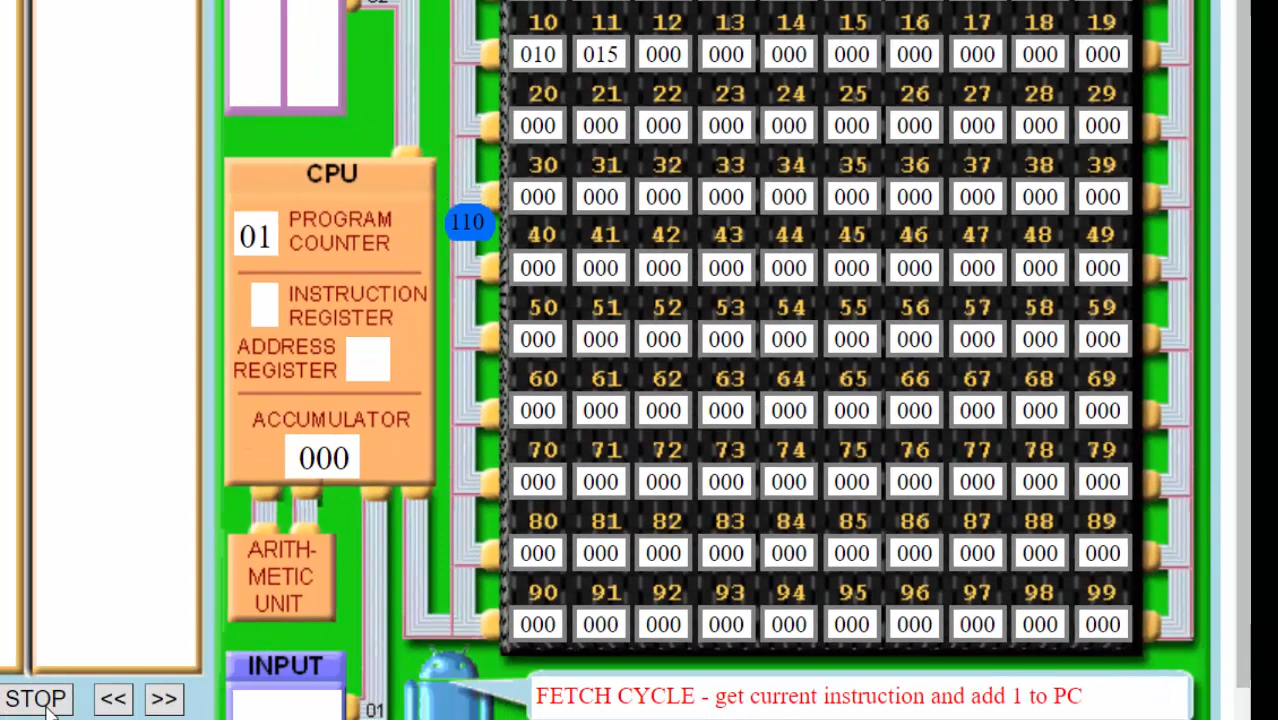 02
10 11 12 13 14 15 16 17 18 19
010 015 000 000 000 000 000 000 000 000
20 21 22 23 24 25 26 27 28 29
000 000 000 000 000 000 000 000 000 000
30 31 32 33 34 35 36 37 38 39
000 000 000 000 000 000 000 000 000 000
40 41 42 43 44 45 46 47 48 49
000 000 000 000 000 000 000 000 000 000
50 51 52 53 54 55 56 57 58 59
000 000 000 000 000 000 000 000 000 000
60 61 62 63 64 65 66 67 68 69
000 000 000 000 000 000 000 000 000 000
70 71 72 73 74 75 76 77 78 79
000 000 000 000 000 000 000 000 000 000
80 81 82 83 84 85 86 87 88 89
000 000 000 000 000 000 000 000 000 000
90 91 92 93 94 95 96 97 98 99
000 000 000 000 000 000 000 000 000 000
CPU
01 PROGRAM
COUNTER
110
INSTRUCTION
REGISTER
ADDRESS
REGISTER
ACCUMULATOR
000
ARITH-
METIC
UNIT
INPUT
01
STOP << >>
FETCH CYCLE - get current instruction and add 1 to PC